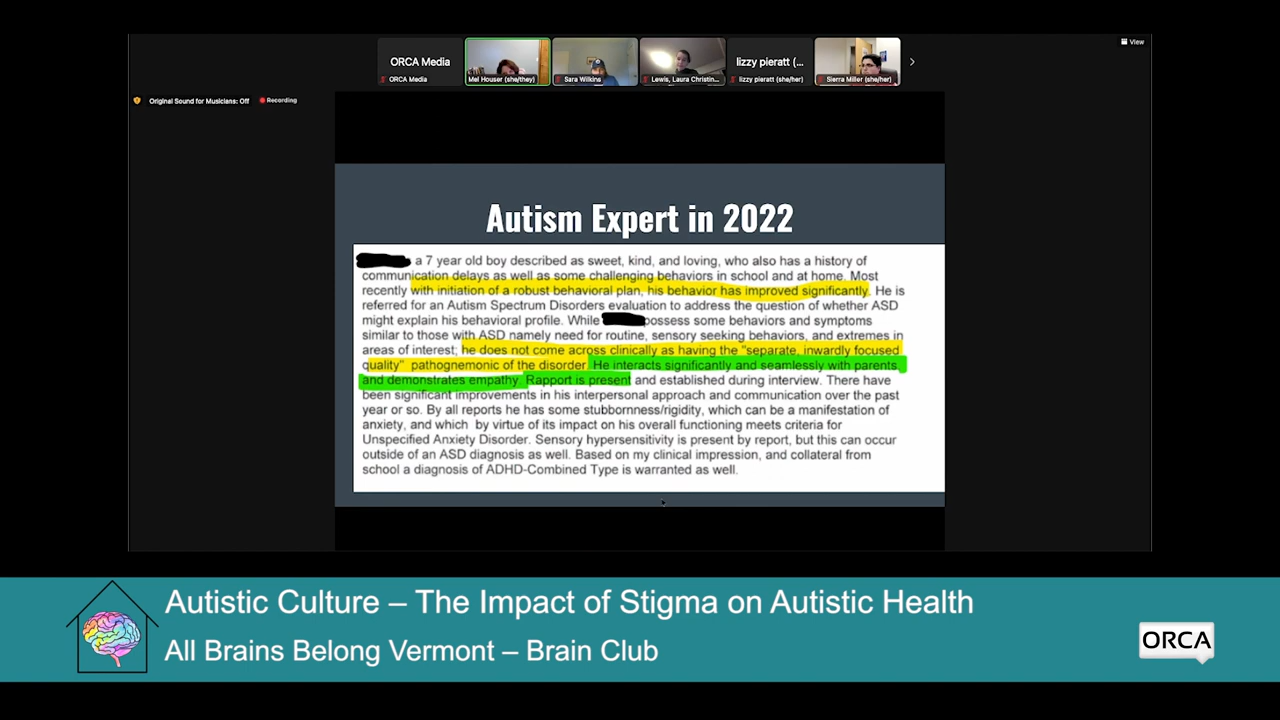 View
ORCA Media
lizzy pieratt (...
ORCA Media
Mel Houser (she/they)
Sara Wilkins
Lewis, Laura Christin...
lizzy pieratt (she/her)
Sierra Miller (she/her)
Original Sound for Musicians: Off
Recording
Autism Expert in 2022
a 7 year old boy described as sweet, kind, and loving, who also has a history of
communication delays as well as some challenging behaviors in school and at home. Most
recently with initiation of a robust behavioral plan, his behavior has improved significantly. He is
referred for an Autism Spectrum Disorders evaluation to address the question of whether ASD
might explain his behavioral profile. While possess some behaviors and symptoms
similar to those with ASD namely need for routine, sensory seeking behaviors, and extremes in
areas of interest; he does not come across clinically as having the "separate, inwardly focused
quality" pathognemonic of the disorder. He interacts significantly and seamlessly with parents
and demonstrates empathy. Rapport is present and established during interview. There have
been significant improvements in his interpersonal approach and communication over the past
year or so. By all reports he has some stubbornness/rigidity, which can be a manifestation of
anxiety, and which by virtue of its impact on his overall functioning meets criteria for
Unspecified Anxiety Disorder. Sensory hypersensitivity is present by report, but this can occur
outside of an ASD diagnosis as well. Based on my clinical impression, and collateral from
school a diagnosis of ADHD-Combined Type is warranted as well.
Autistic Culture – The Impact of Stigma on Autistic Health
All Brains Belong Vermont – Brain Club
ORCA